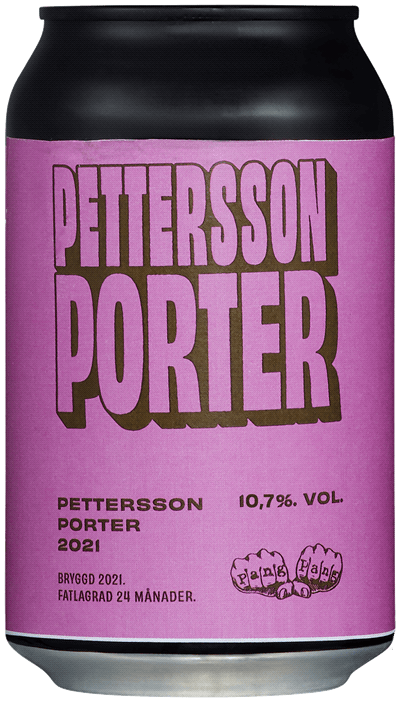 PETTERSSON
PORTER
PETTERSSON
PORTER
2021
10,7%. VOL.
BRYGGD 2021.
FATLAGRAD 24 MÅNADER.
Pang Pang